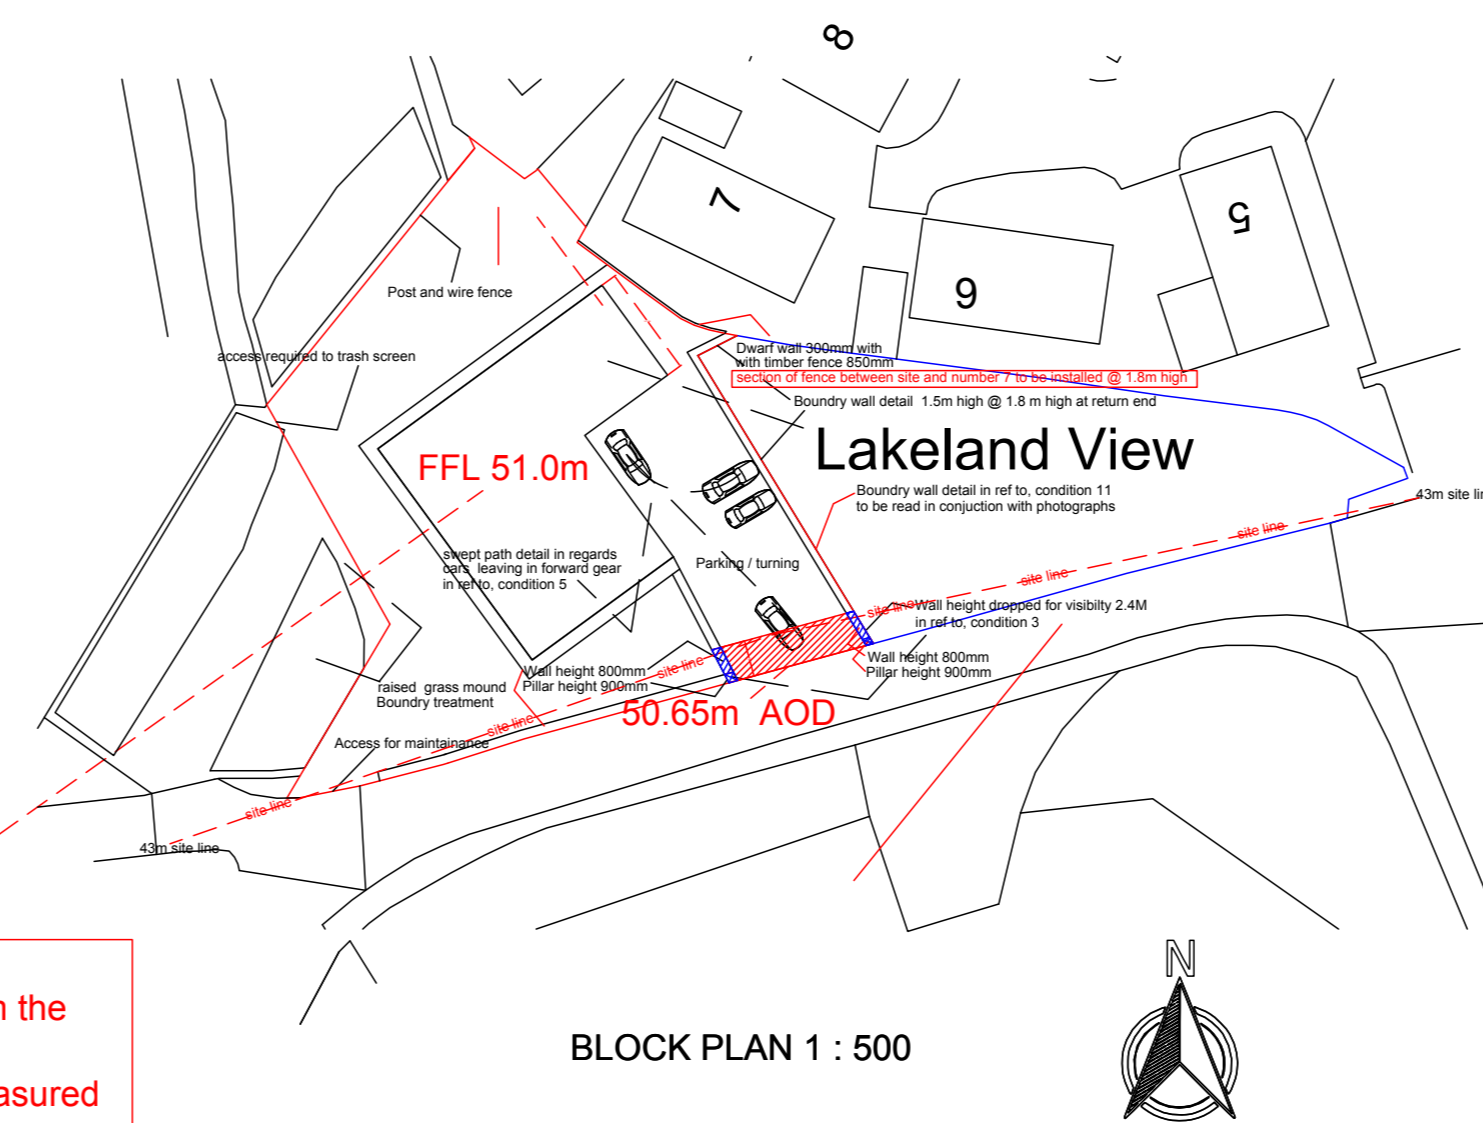 8
7
5
6
Post and wire fence
access required to trash screen
Dwarf wall 300mm with
with timber fence 850mm
section of fence between site and number 7 to be installed @ 1.8m high
Boundry wall detail 1.5m high @ 1.8 m high at return end
Lakeland View
FFL 51.0m
Boundry wall detail in ref to, condition 11
to be read in conjuction with photographs
43m site lin
site line
swept path detail in regards
cars leaving in forward gear
in ref to, condition 5
Parking / turning
site line
site line
Wall height dropped for visibilty 2.4M
in ref to, condition 3
Wall height 800mm
Pillar height 900mm
site line
Wall height 800mm
Pillar height 900mm
raised grass mound
Boundry treatment
50.65m AOD
site line
Access for maintainance
site line
43m site line
n the
asured
BLOCK PLAN 1 : 500
N